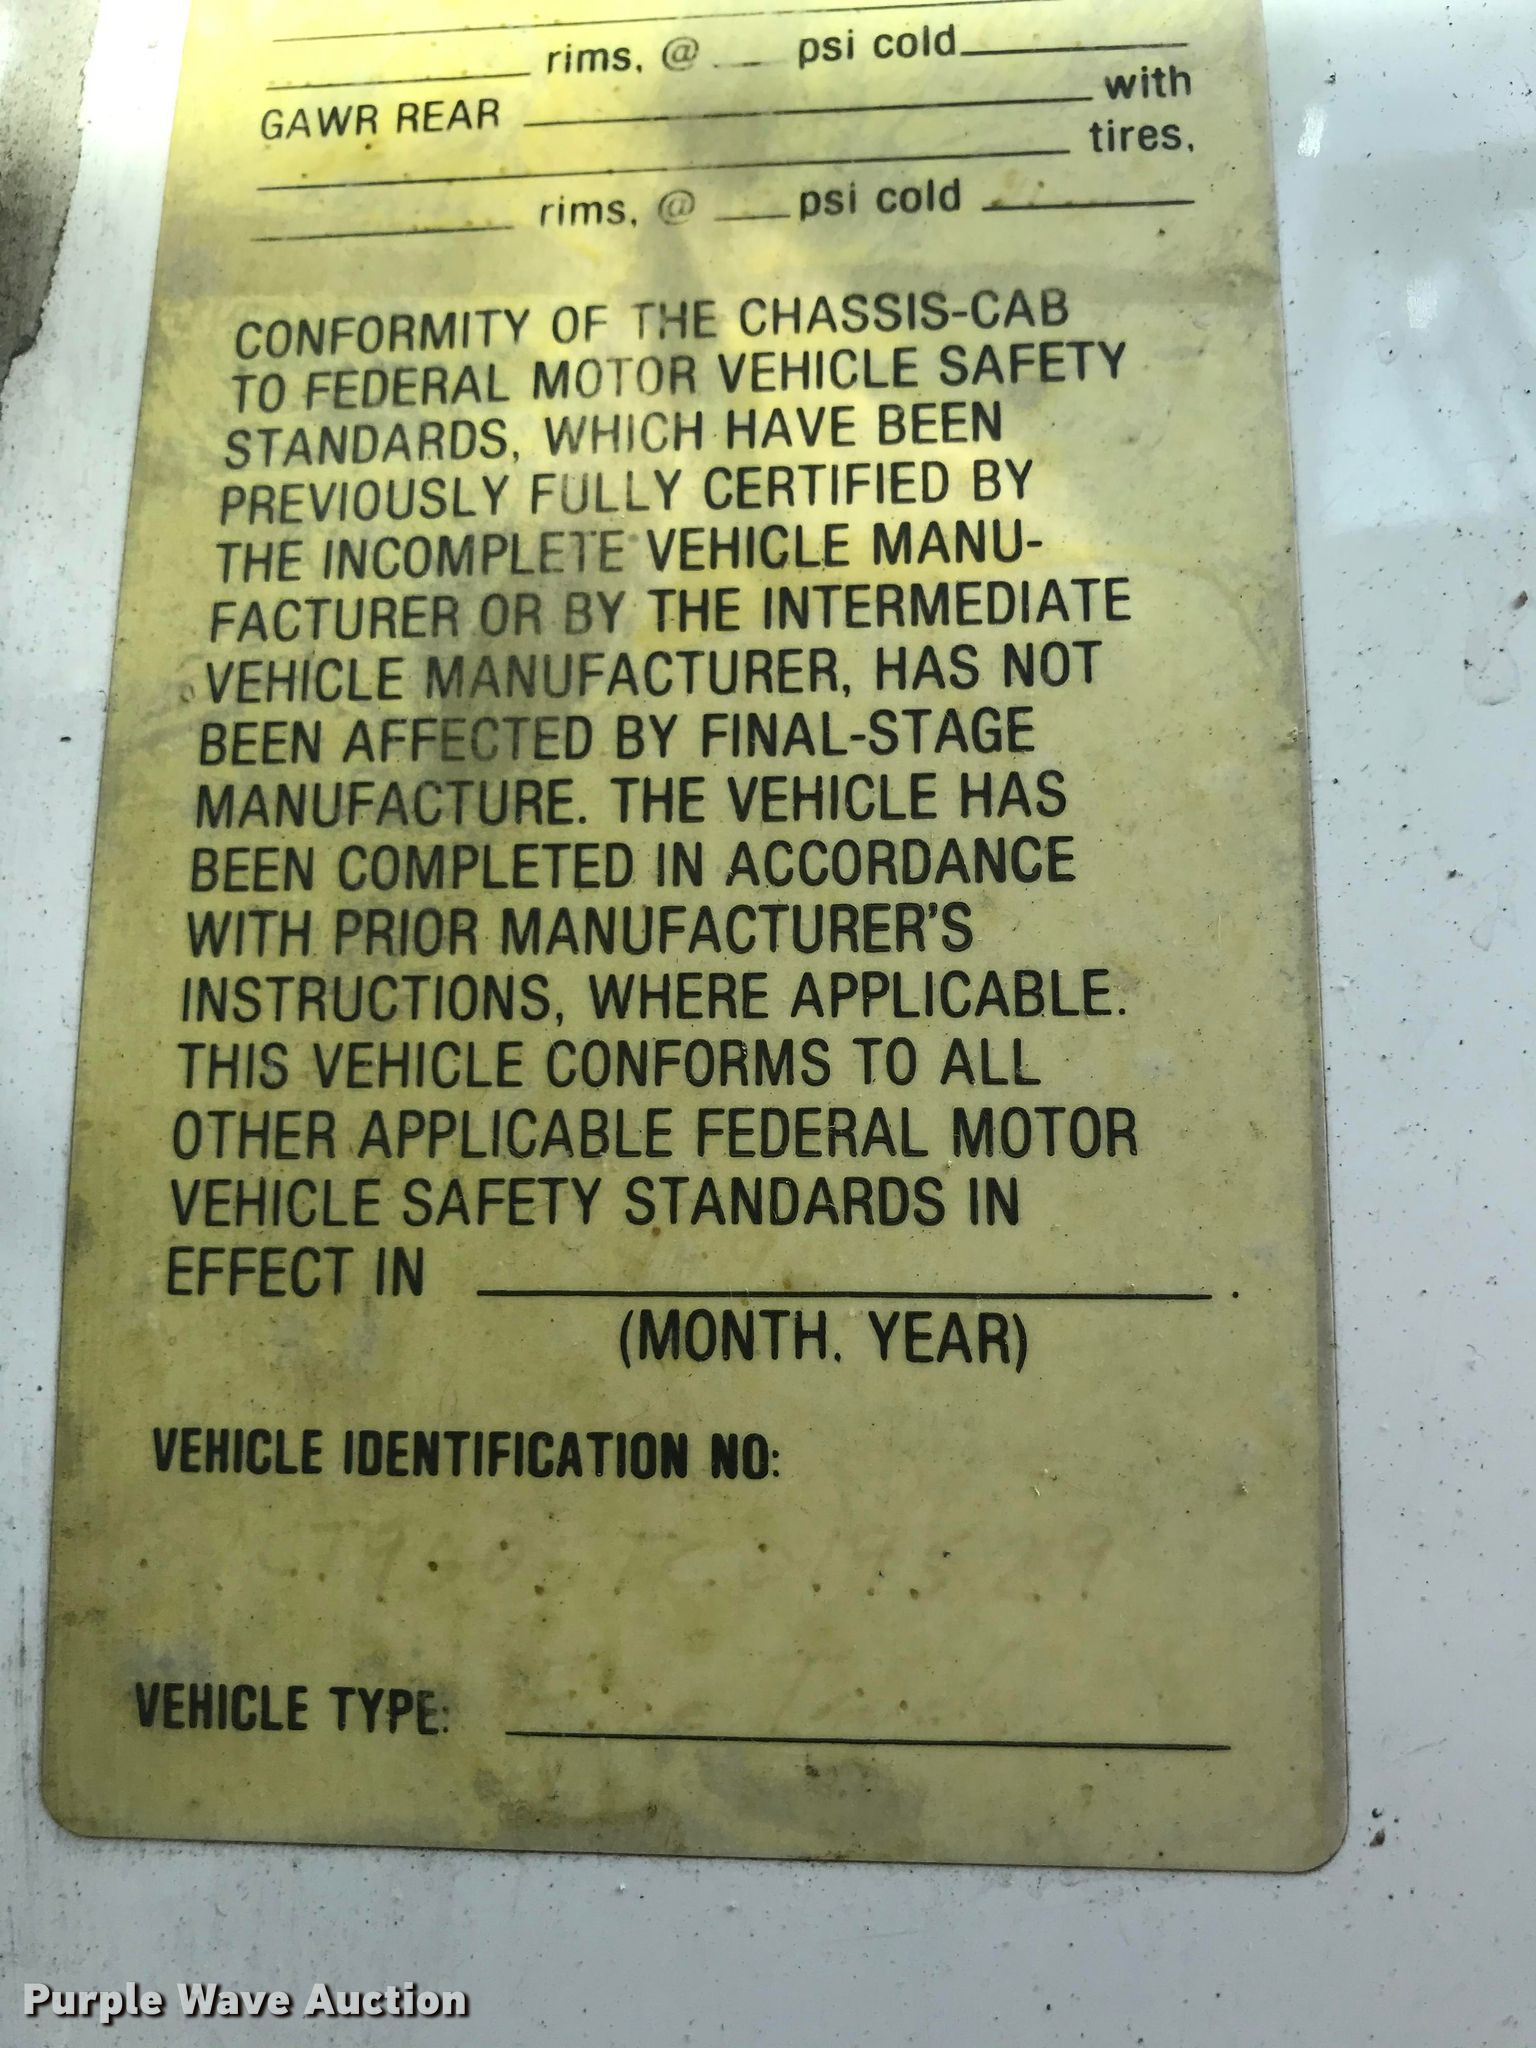 rims, @ psi cold
GAWR REAR with
tires,
rims, @ psi cold
CONFORMITY OF THE CHASSIS-CAB
TO FEDERAL MOTOR VEHICLE SAFETY
STANDARDS, WHICH HAVE BEEN
PREVIOUSLY FULLY CERTIFIED BY
THE INCOMPLETE VEHICLE MANU-
FACTURER OR BY THE INTERMEDIATE
VEHICLE MANUFACTURER, HAS NOT
BEEN AFFECTED BY FINAL-STAGE
MANUFACTURE. THE VEHICLE HAS
BEEN COMPLETED IN ACCORDANCE
WITH PRIOR MANUFACTURER'S
INSTRUCTIONS, WHERE APPLICABLE.
THIS VEHICLE CONFORMS TO ALL
OTHER APPLICABLE FEDERAL MOTOR
VEHICLE SAFETY STANDARDS IN
EFFECT IN .
(MONTH. YEAR)
VEHICLE IDENTIFICATION NO:
VEHICLE TYPE:
Purple Wave Auction